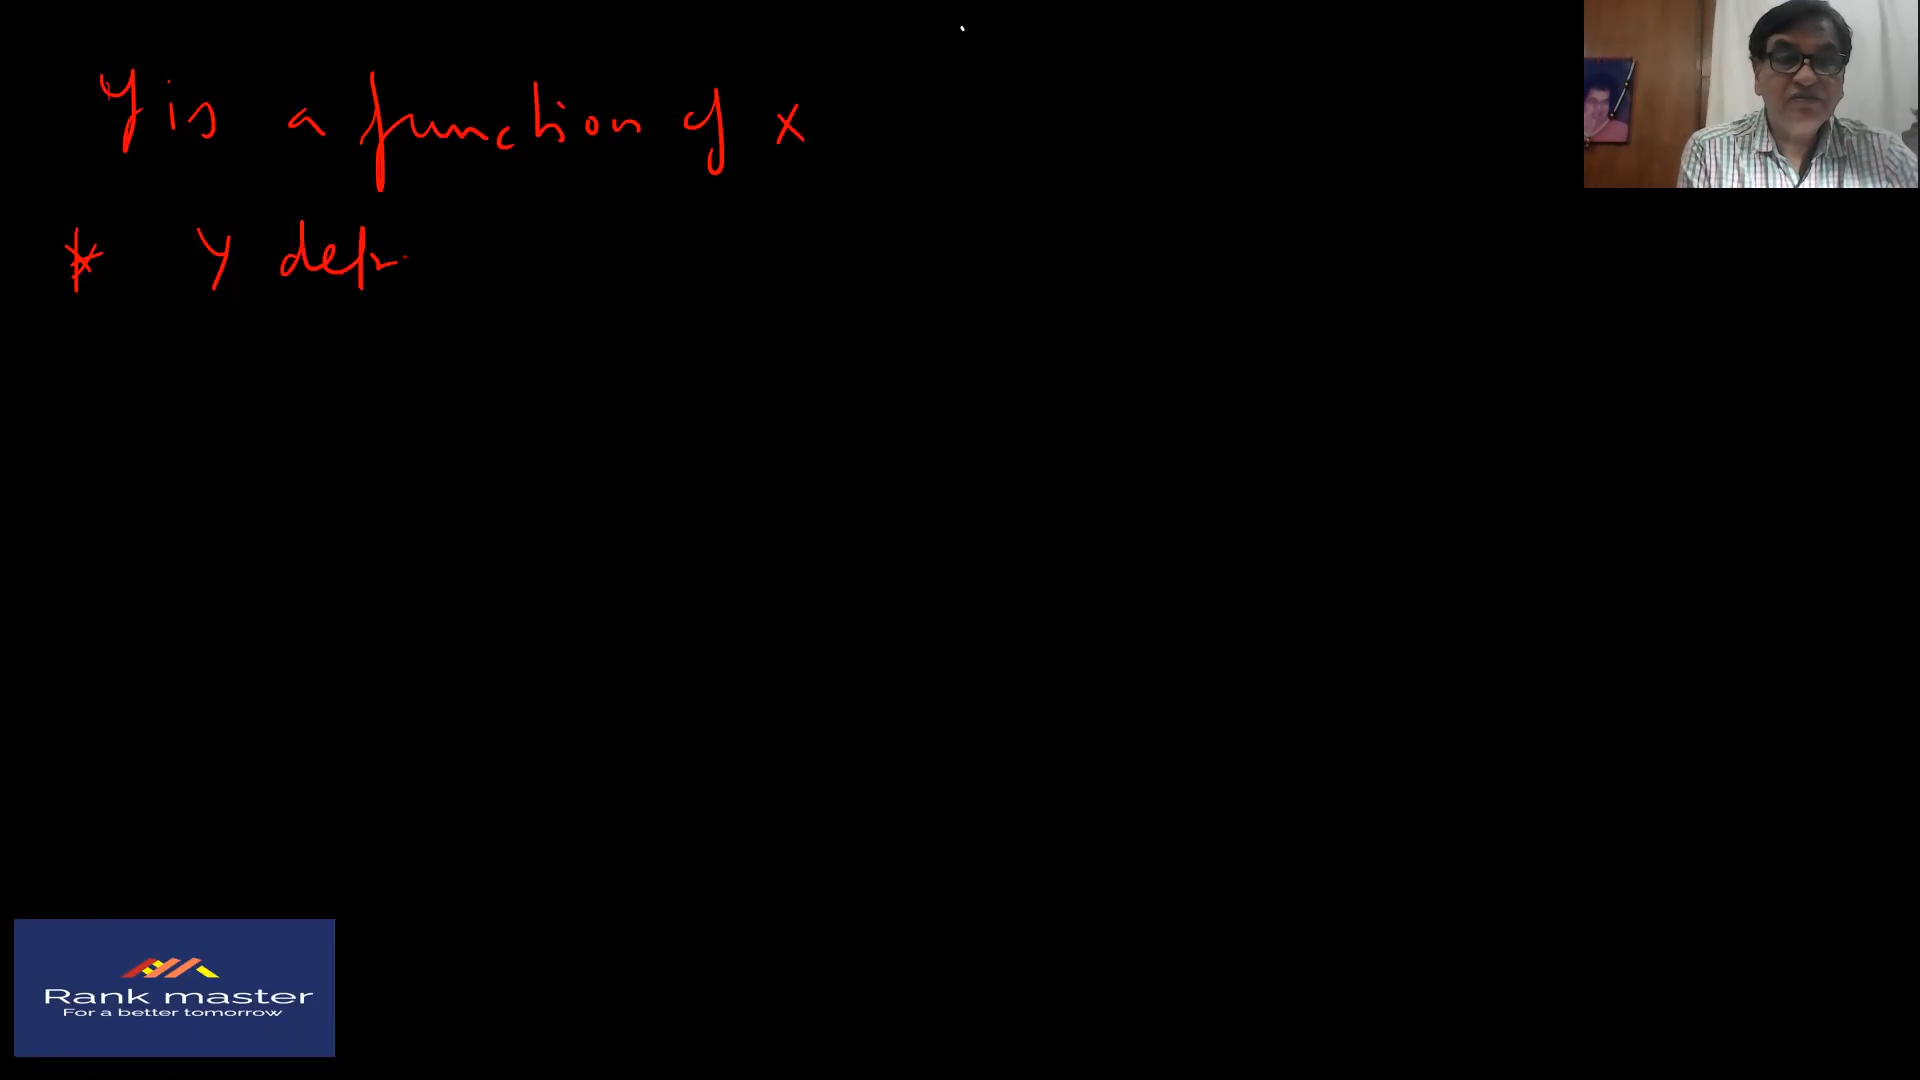 Y is a function of x
* Y dep
Rank master
For a better tomorrow